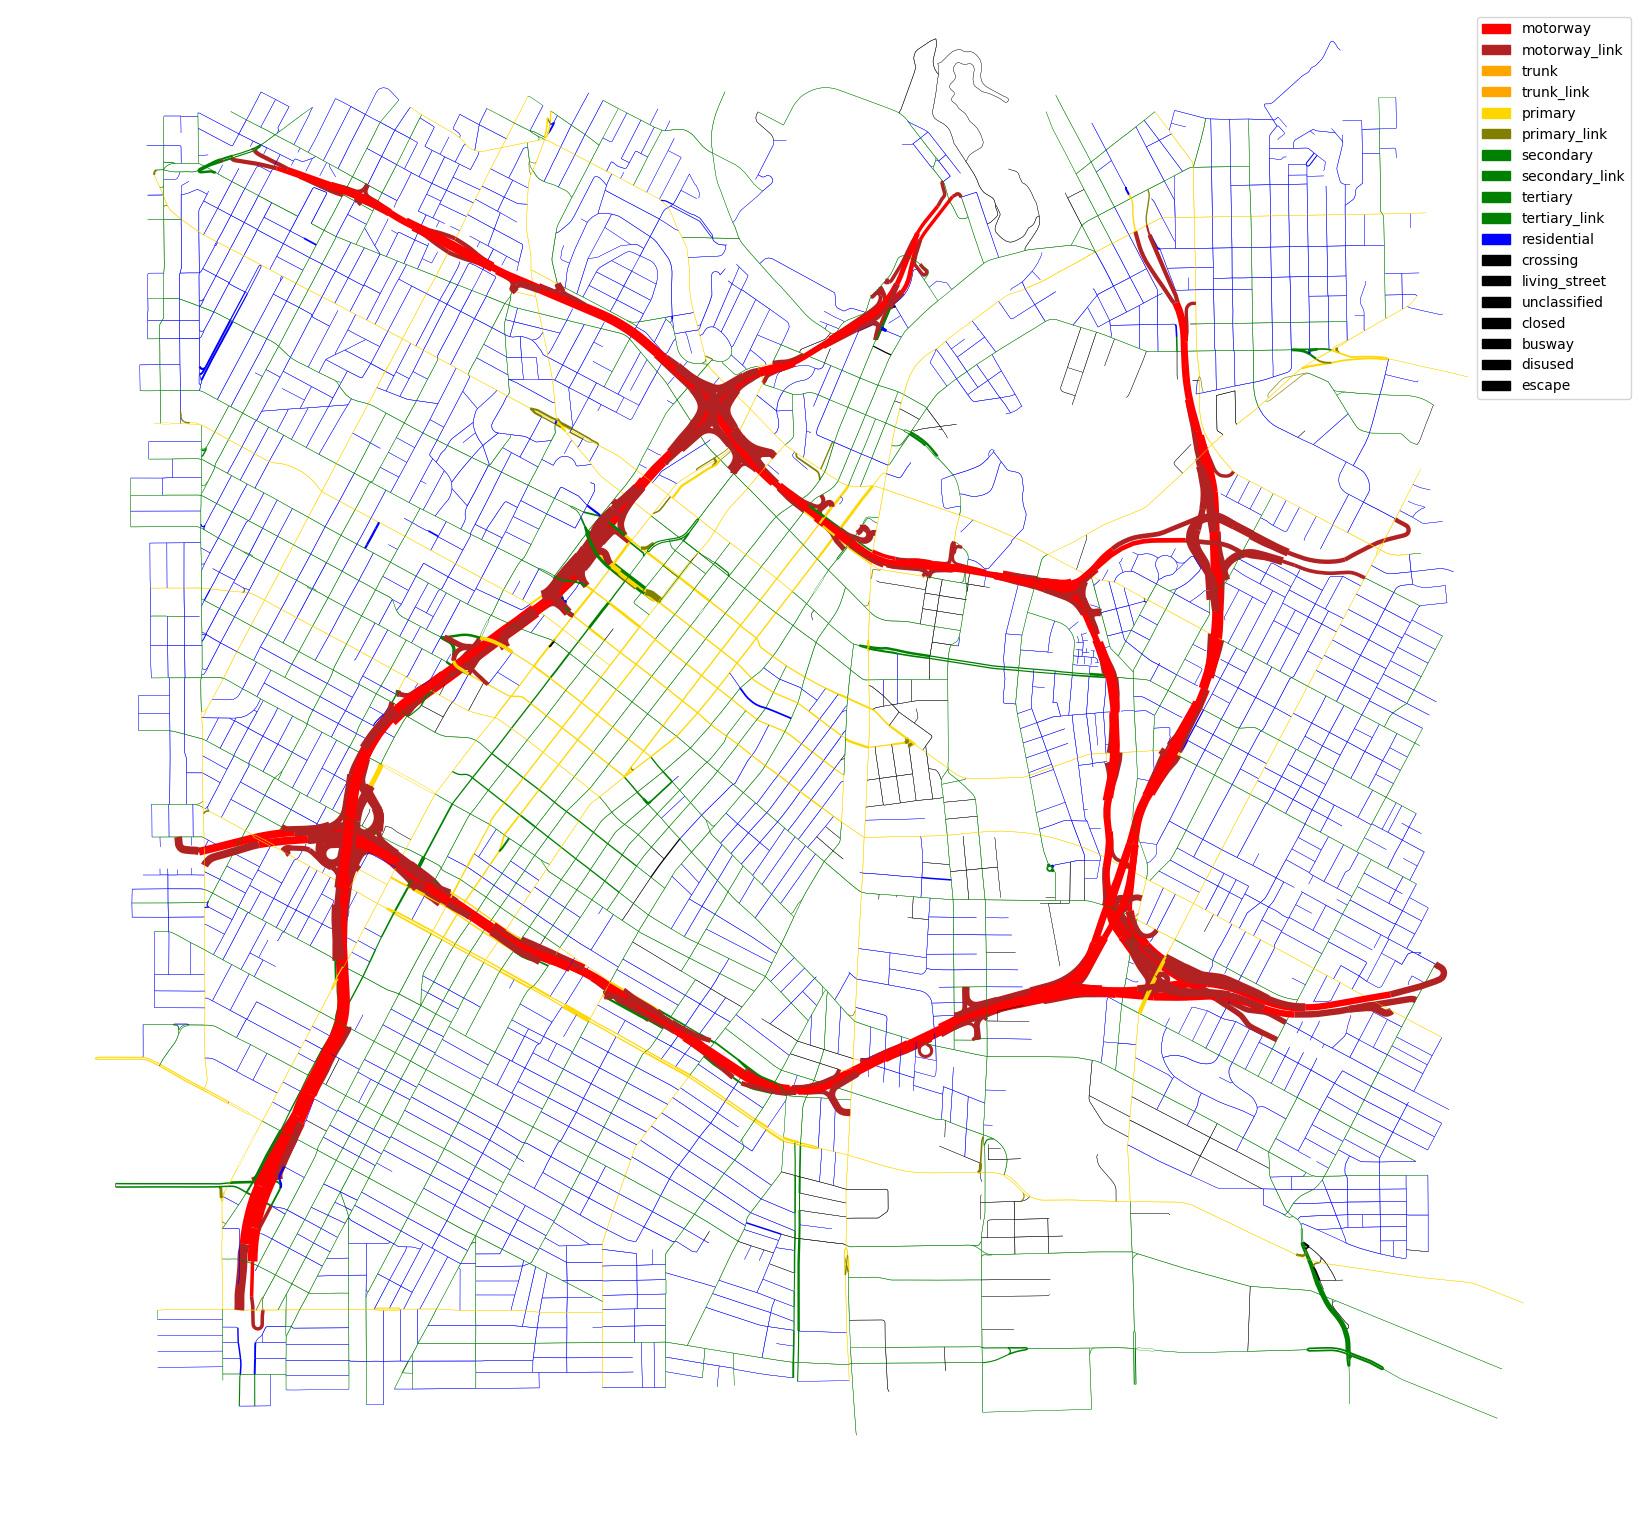 motorway
motorway_link
trunk
trunk_link
primary
primary_link
secondary
secondary_link
tertiary
tertiary_link
residential
crossing
living_street
unclassified
closed
busway
disused
escape